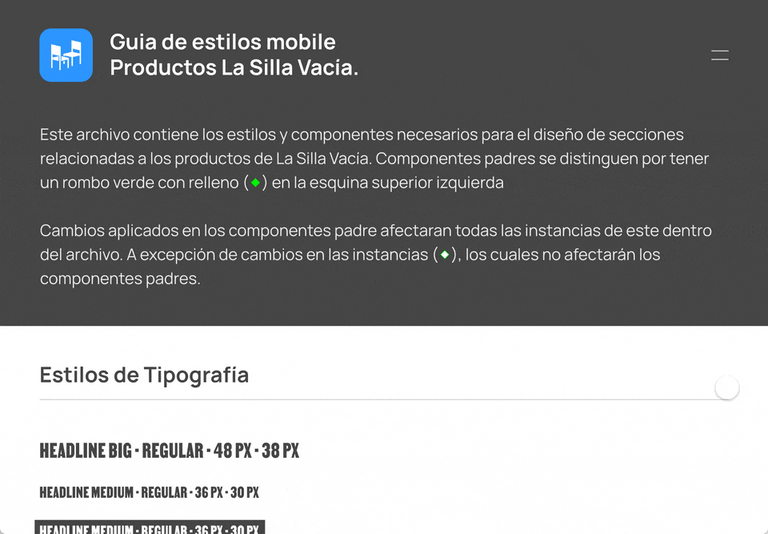 Guia de estilos mobile
Productos La Silla Vacía.
Este archivo contiene los estilos y componentes necesarios para el diseño de secciones
relacionadas a los productos de La Silla Vacía. Componentes padres se distinguen por tener
un rombo verde con relleno (◆) en la esquina superior izquierda
Cambios aplicados en los componentes padre afectaran todas las instancias de este dentro
del archivo. A excepción de cambios en las instancias (◆), los cuales no afectarán los
componentes padres.
Estilos de Tipografía
HEADLINE BIG - REGULAR - 48 PX - 38 PX
HEADLINE MEDIUM - REGULAR - 36 PX - 30 PX
HEADLINE MEDIUM - REGULAR - 36 PX - 30 PX